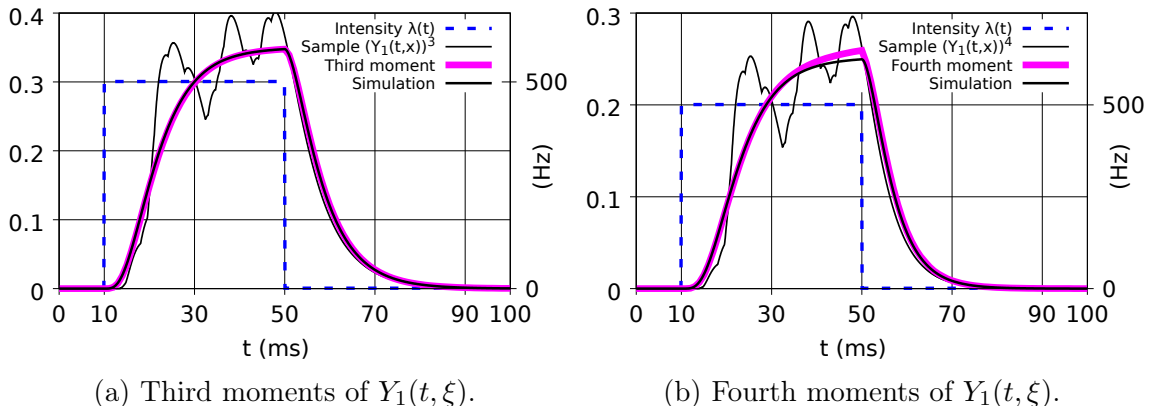 0.4
0.3
0.2
0.1
0
0 10 30 50 70 90 100
t (ms)
500
0
(Hz)
Intensity λ(t)
Sample (Y₁(t,x))³
Third moment
Simulation
(a) Third moments of Y₁(t, ξ).
0.3
0.2
0.1
0
0 10 30 50 70 90 100
t (ms)
500
0
(Hz)
Intensity λ(t)
Sample (Y₁(t,x))⁴
Fourth moment
Simulation
(b) Fourth moments of Y₁(t, ξ).